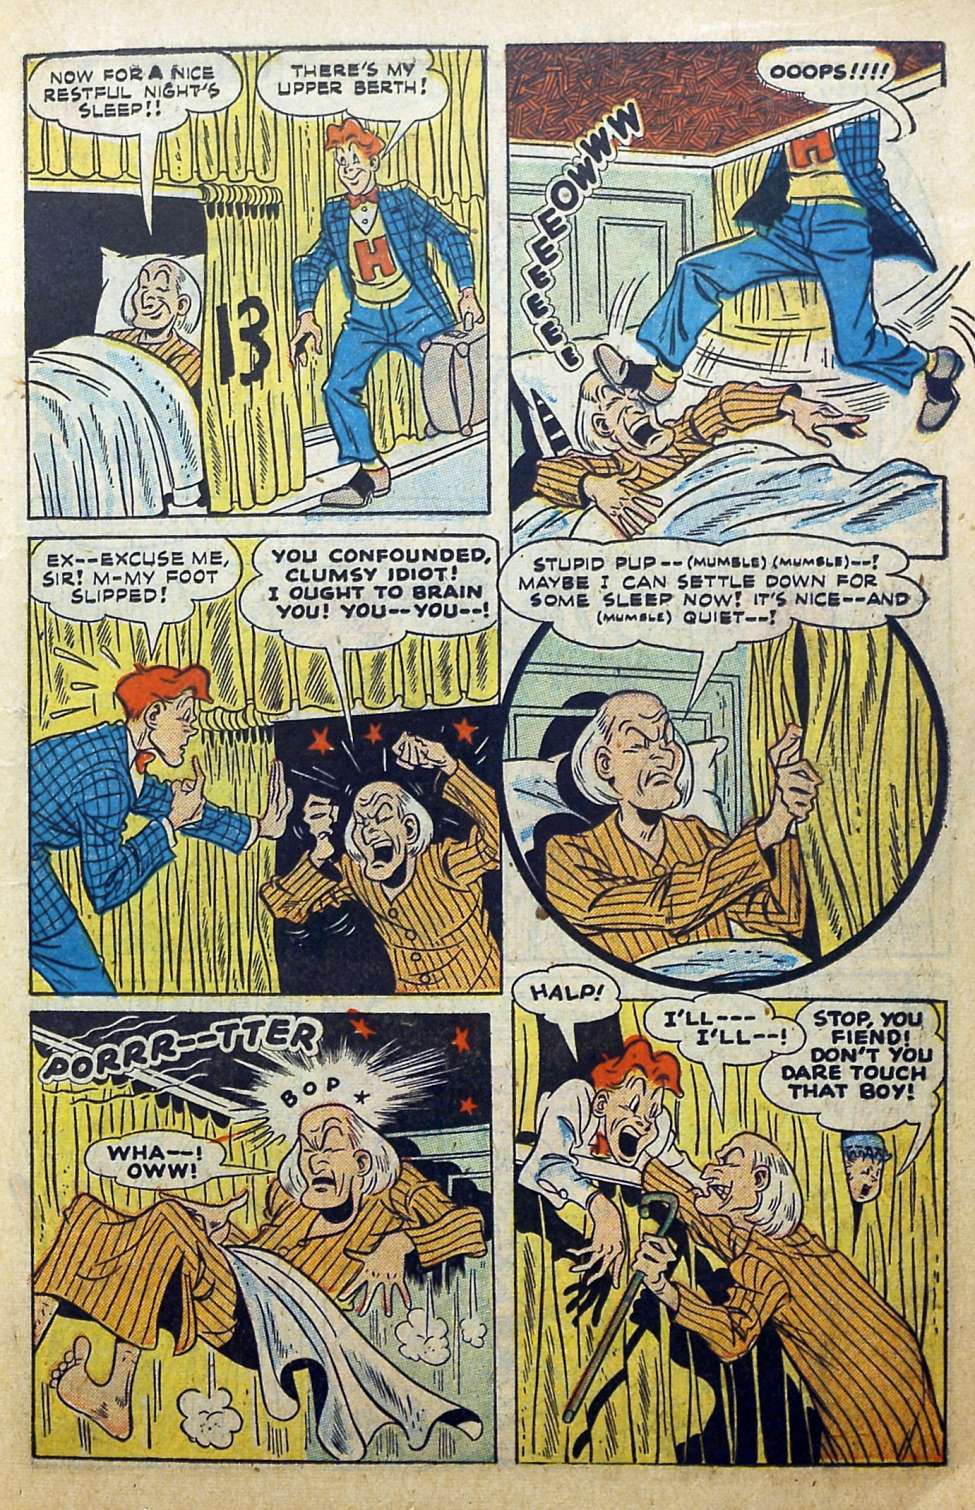 NOW FOR A NICE
RESTFUL NIGHT'S
SLEEP!!
THERE'S MY
UPPER BERTH!
13
H
OOOPS!!!!
H
EEEEEEOWWW
EX--EXCUSE ME,
SIR! M-MY FOOT
SLIPPED!
YOU CONFOUNDED,
CLUMSY IDIOT!
I OUGHT TO BRAIN
YOU! YOU--YOU--!
STUPID PUP--(MUMBLE)(MUMBLE)--!
MAYBE I CAN SETTLE DOWN FOR
SOME SLEEP NOW! IT'S NICE--AND
(MUMBLE) QUIET--!
PORRR--TTER
BOP
WHA--!
OWW!
HALP!
I'LL---
I'LL--!
STOP, YOU
FIEND!
DON'T YOU
DARE TOUCH
THAT BOY!